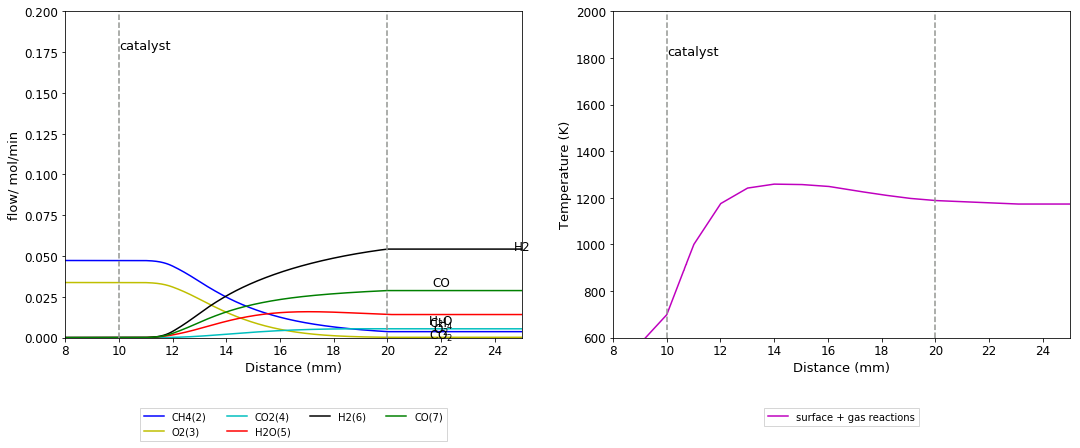 0.200
0.175
0.150
0.125
0.100
0.075
0.050
0.025
0.000
flow/ mol/min
catalyst
H2
CO
H₂O
CH₄
CO₂
8 10 12 14 16 18 20 22 24
Distance (mm)
CH4(2) CO2(4) H2(6) CO(7)
O2(3) H2O(5)
2000
1800
1600
1400
1200
1000
800
600
Temperature (K)
catalyst
8 10 12 14 16 18 20 22 24
Distance (mm)
surface + gas reactions